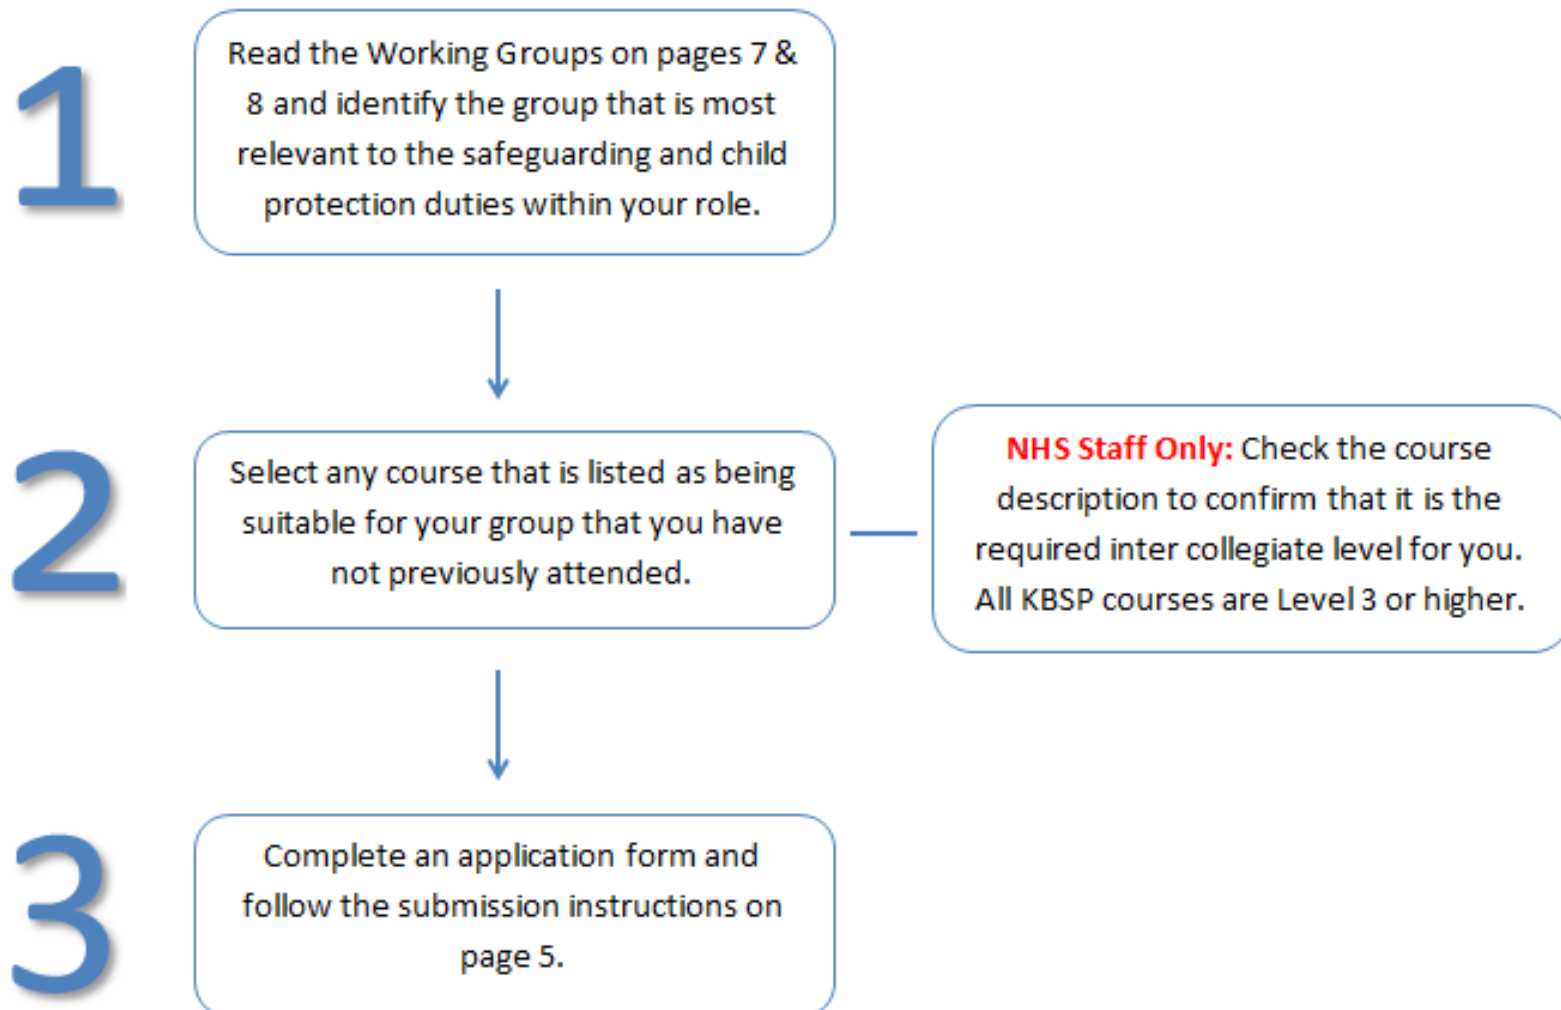 1
Read the Working Groups on pages 7 &
8 and identify the group that is most
relevant to the safeguarding and child
protection duties within your role.
2
Select any course that is listed as being
suitable for your group that you have
not previously attended.
NHS Staff Only: Check the course
description to confirm that it is the
required inter collegiate level for you.
All KBSP courses are Level 3 or higher.
3
Complete an application form and
follow the submission instructions on
page 5.